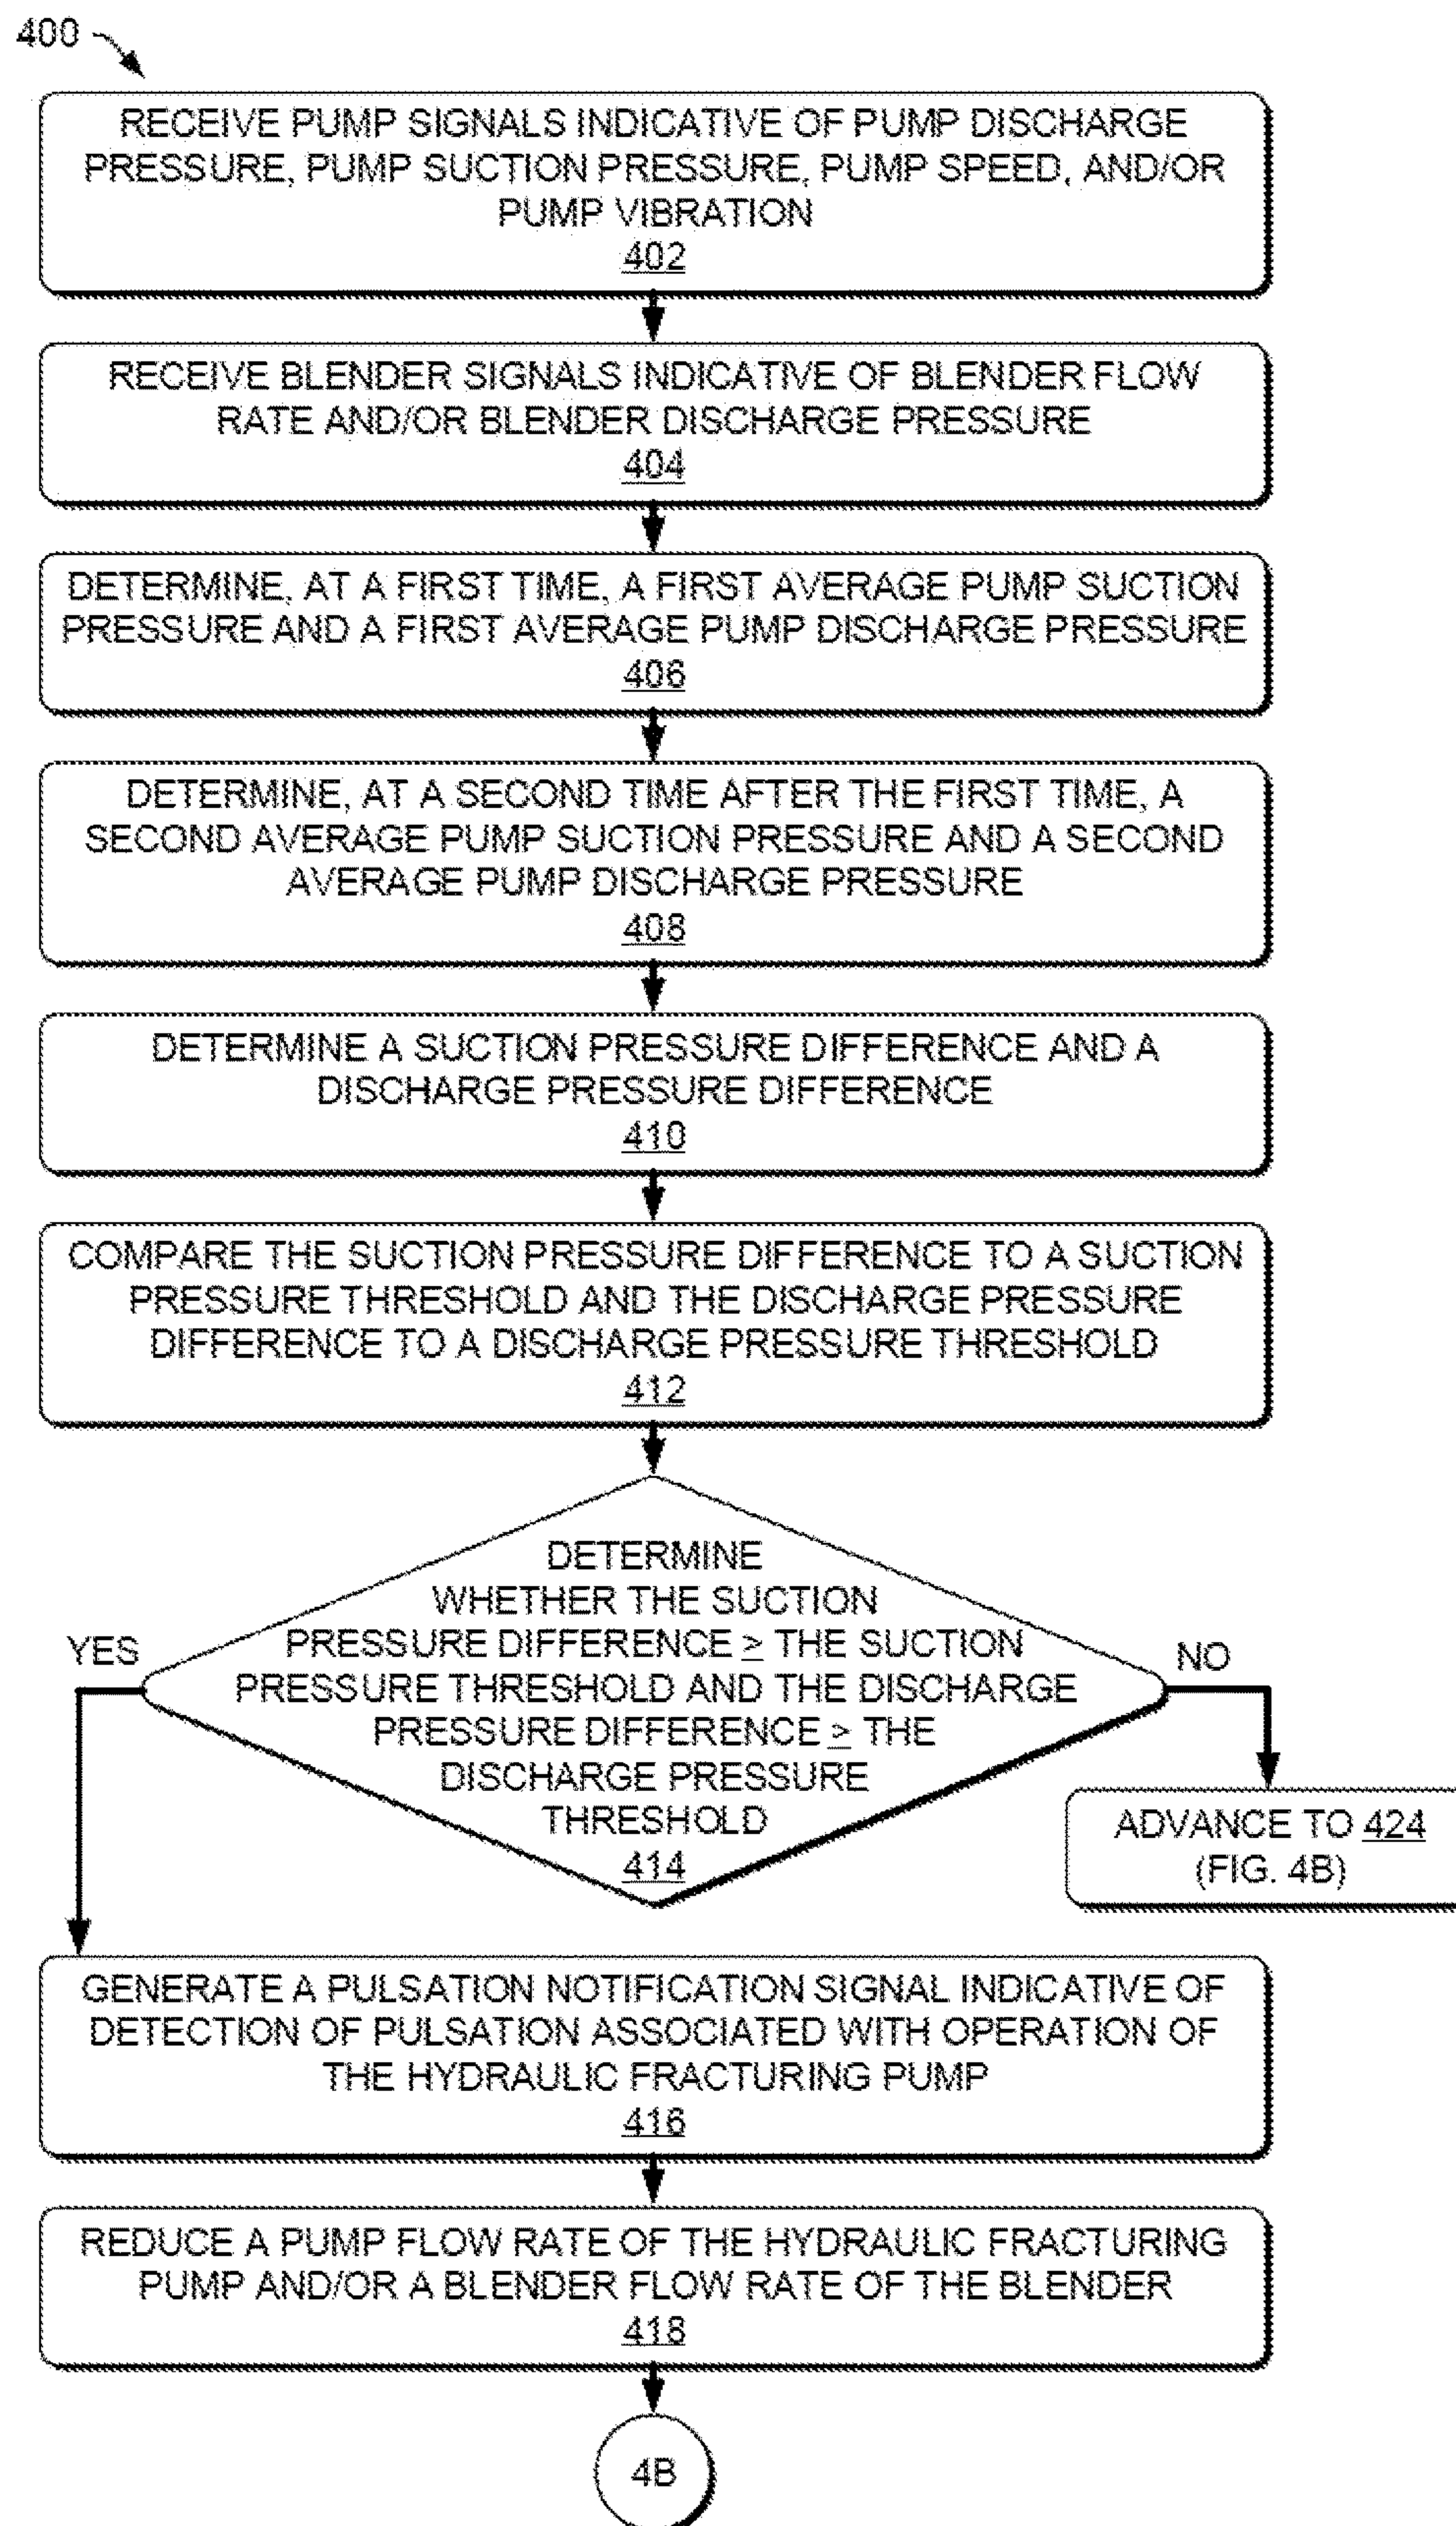 400
RECEIVE PUMP SIGNALS INDICATIVE OF PUMP DISCHARGE
PRESSURE, PUMP SUCTION PRESSURE, PUMP SPEED, AND/OR
PUMP VIBRATION
402
RECEIVE BLENDER SIGNALS INDICATIVE OF BLENDER FLOW
RATE AND/OR BLENDER DISCHARGE PRESSURE
404
DETERMINE, AT A FIRST TIME, A FIRST AVERAGE PUMP SUCTION
PRESSURE AND A FIRST AVERAGE PUMP DISCHARGE PRESSURE
406
DETERMINE, AT A SECOND TIME AFTER THE FIRST TIME, A
SECOND AVERAGE PUMP SUCTION PRESSURE AND A SECOND
AVERAGE PUMP DISCHARGE PRESSURE
408
DETERMINE A SUCTION PRESSURE DIFFERENCE AND A
DISCHARGE PRESSURE DIFFERENCE
410
COMPARE THE SUCTION PRESSURE DIFFERENCE TO A SUCTION
PRESSURE THRESHOLD AND THE DISCHARGE PRESSURE
DIFFERENCE TO A DISCHARGE PRESSURE THRESHOLD
412
DETERMINE
WHETHER THE SUCTION
PRESSURE DIFFERENCE ≥ THE SUCTION
PRESSURE THRESHOLD AND THE DISCHARGE
PRESSURE DIFFERENCE ≥ THE
DISCHARGE PRESSURE
THRESHOLD
414
YES
NO
ADVANCE TO 424
(FIG. 4B)
GENERATE A PULSATION NOTIFICATION SIGNAL INDICATIVE OF
DETECTION OF PULSATION ASSOCIATED WITH OPERATION OF
THE HYDRAULIC FRACTURING PUMP
416
REDUCE A PUMP FLOW RATE OF THE HYDRAULIC FRACTURING
PUMP AND/OR A BLENDER FLOW RATE OF THE BLENDER
418
4B